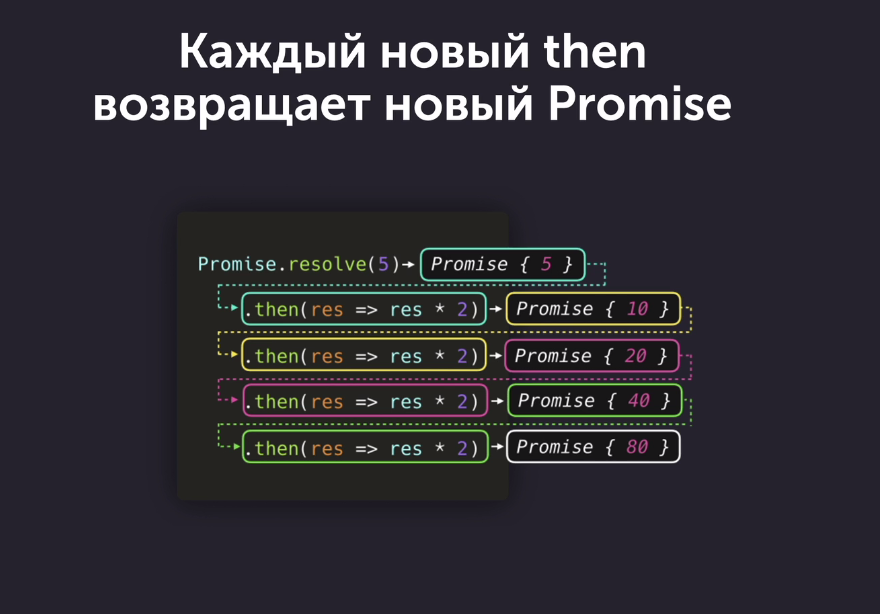 Каждый новый then
возвращает новый Promise
Promise.resolve(5) Promise { 5 }
.then(res => res * 2) Promise { 10 }
.then(res => res * 2) Promise { 20 }
.then(res => res * 2) Promise { 40 }
.then(res => res * 2) Promise { 80 }